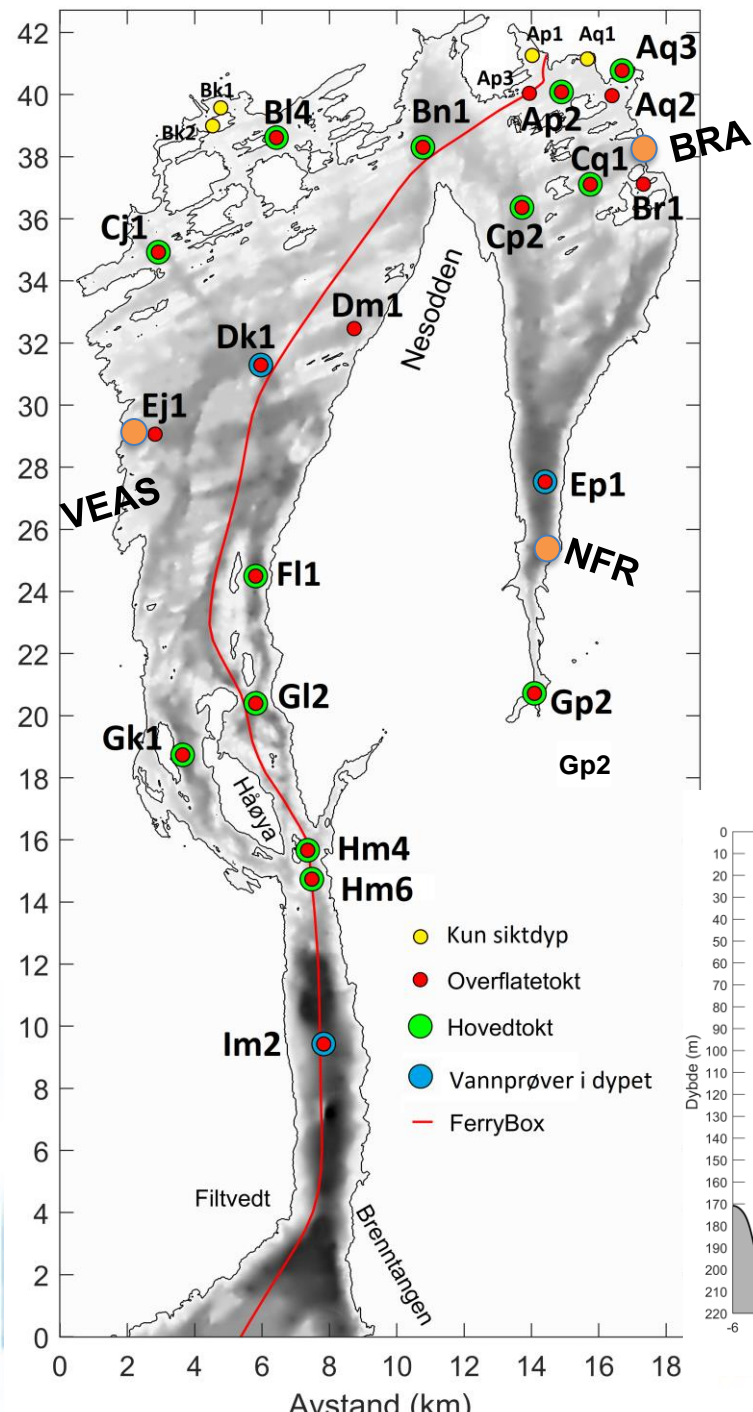 42
40
38
36
34
32
30
28
26
24
22
20
18
16
14
12
10
8
6
4
2
0
0
2
4
6
8
10
12
14
16
18
Avstand (km)
Ap1
Aq1
Aq3
Ap3
Ap2
Aq2
Bk1
Bk2
Bl4
Bn1
BRA
Cq1
Br1
Cj1
Cp2
Nesodden
Dm1
Dk1
Ej1
VEAS
Ep1
NFR
Fl1
Gl2
Gp2
Gk1
Gp2
Håøya
Hm4
Hm6
Im2
Kun siktdyp
Overflatetokt
Hovedtokt
Vannprøver i dypet
FerryBox
Filtvedt
Brenntangen
Dybde (m)
0
10
20
30
40
50
60
70
80
90
100
110
120
130
140
150
160
170
180
190
200
210
220
-6